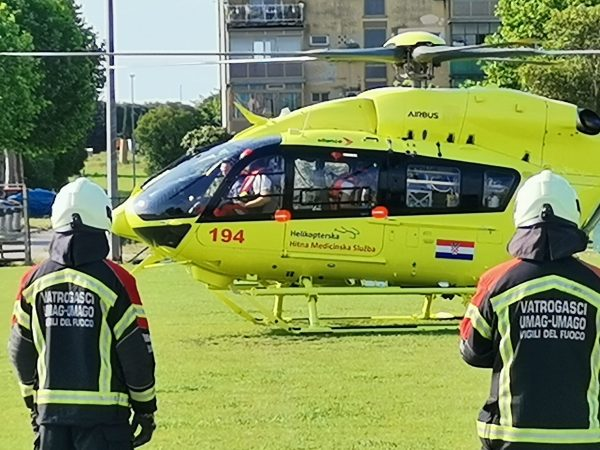 AIRBUS
194
Helikopterska
Hitna Medicinska Služba
VATROGASCI
UMAG-UMAGO
VIGILI DEL FUOCO
VATROGASCI
UMAG-UMAGO
VIGILI DEL FUOCO